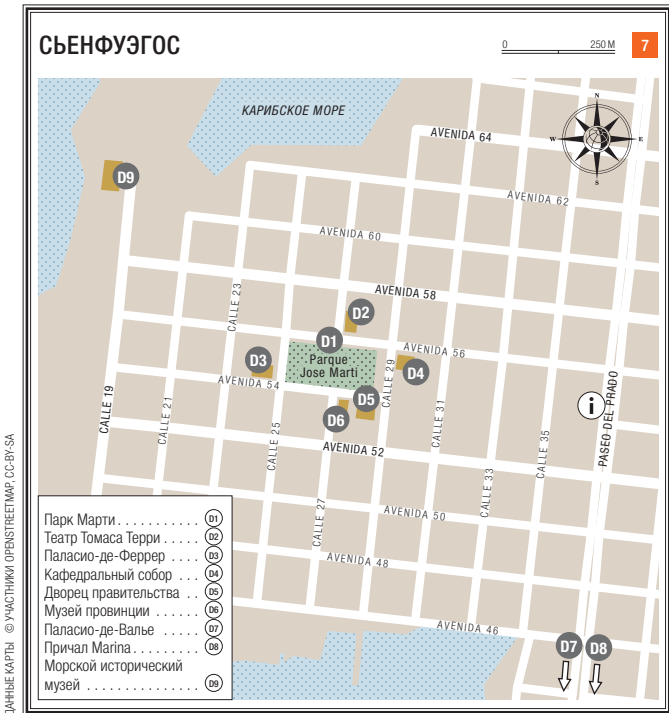 СЬЕНФУЭГОС
0 250 М
7
КАРИБСКОЕ МОРЕ
N
W E
S
AVENIDA 64
AVENIDA 62
AVENIDA 60
AVENIDA 58
AVENIDA 56
AVENIDA 54
AVENIDA 52
AVENIDA 50
AVENIDA 48
AVENIDA 46
CALLE 19
CALLE 21
CALLE 23
CALLE 25
CALLE 27
CALLE 29
CALLE 31
CALLE 33
CALLE 35
PASEO DEL PRADO
i
D9
D2
D1
Parque
Jose Marti
D3
D4
D5
D6
D7
D8
Парк Марти . . . . . . . . . . D1
Театр Томаса Терри . . . . . D2
Паласио-де-Феррер . . . . D3
Кафедральный собор . . . D4
Дворец правительства . . D5
Музей провинции . . . . . . D6
Паласио-де-Валье . . . . . D7
Причал Marina . . . . . . . . D8
Морской исторический
музей . . . . . . . . . . . . . . D9
ДАННЫЕ КАРТЫ © УЧАСТНИКИ OPENSTREETMAP, CC-BY-SA